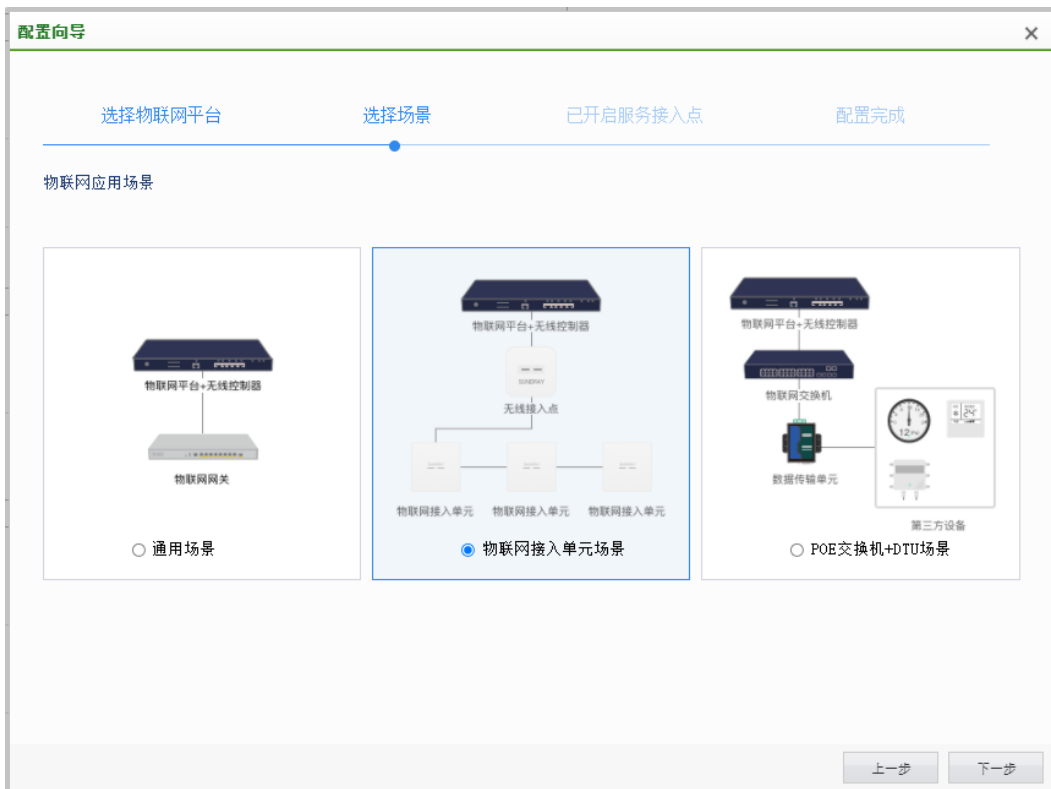 配置向导
选择物联网平台 选择场景 已开启服务接入点 配置完成
物联网应用场景
物联网平台+无线控制器
物联网网关
通用场景
物联网平台+无线控制器
SUNDRAY
无线接入点
物联网接入单元 物联网接入单元 物联网接入单元
物联网接入单元场景
物联网平台+无线控制器
物联网交换机
数据传输单元
12
第三方设备
POE交换机+DTU场景
上一步 下一步